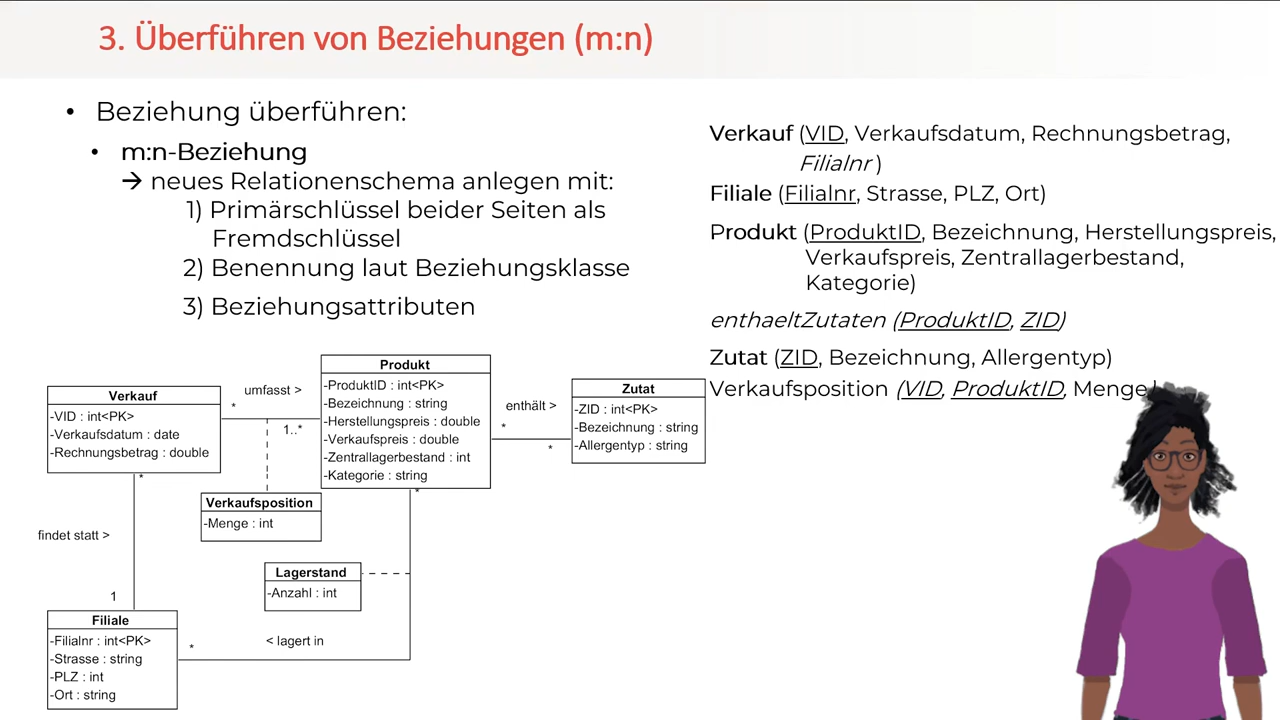 3. Überführen von Beziehungen (m:n)
• Beziehung überführen:
• m:n-Beziehung
→ neues Relationenschema anlegen mit:
1) Primärschlüssel beider Seiten als
Fremdschlüssel
2) Benennung laut Beziehungsklasse
3) Beziehungsattributen
Verkauf (VID, Verkaufsdatum, Rechnungsbetrag,
Filialnr)
Filiale (Filialnr, Strasse, PLZ, Ort)
Produkt (ProduktID, Bezeichnung, Herstellungspreis,
Verkaufspreis, Zentrallagerbestand,
Kategorie)
enthaeltZutaten (ProduktID, ZID)
Zutat (ZID, Bezeichnung, Allergentyp)
Verkaufsposition (VID, ProduktID, Menge)
Verkauf
-VID : int<PK>
-Verkaufsdatum : date
-Rechnungsbetrag : double
umfasst >
*
1..*
Produkt
-ProduktID : int<PK>
-Bezeichnung : string
-Herstellungspreis : double
-Verkaufspreis : double
-Zentrallagerbestand : int
-Kategorie : string
enthält >
*
*
Zutat
-ZID : int<PK>
-Bezeichnung : string
-Allergentyp : string
*
*
Verkaufsposition
-Menge : int
findet statt >
Lagerstand
-Anzahl : int
1
Filiale
-Filialnr : int<PK>
-Strasse : string
-PLZ : int
-Ort : string
*
< lagert in